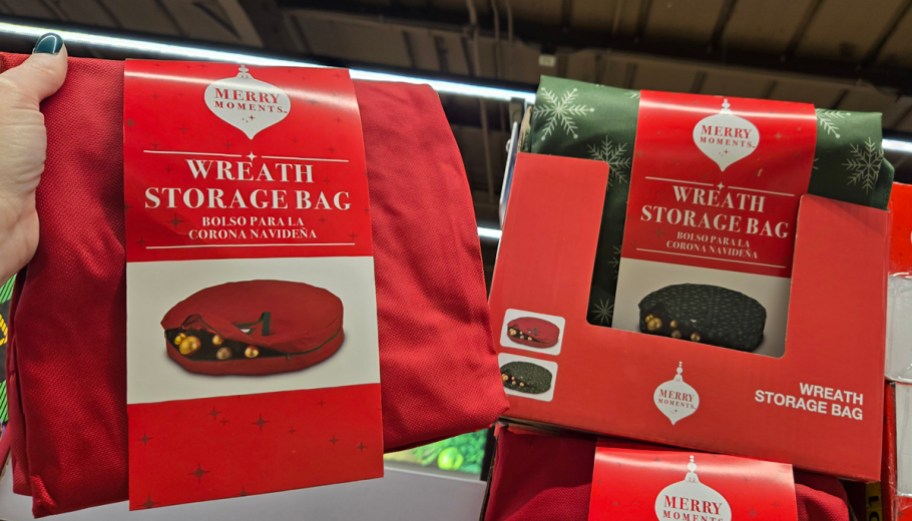 MERRY
MOMENTS.
WREATH
STORAGE BAG
BOLSO PARA LA
CORONA NAVIDEÑA
MERRY
MOMENTS.
WREATH
STORAGE BAG
BOLSO PARA LA
CORONA NAVIDEÑA
MERRY
MOMENTS.
WREATH
STORAGE BAG
MERRY
MOMENTS.